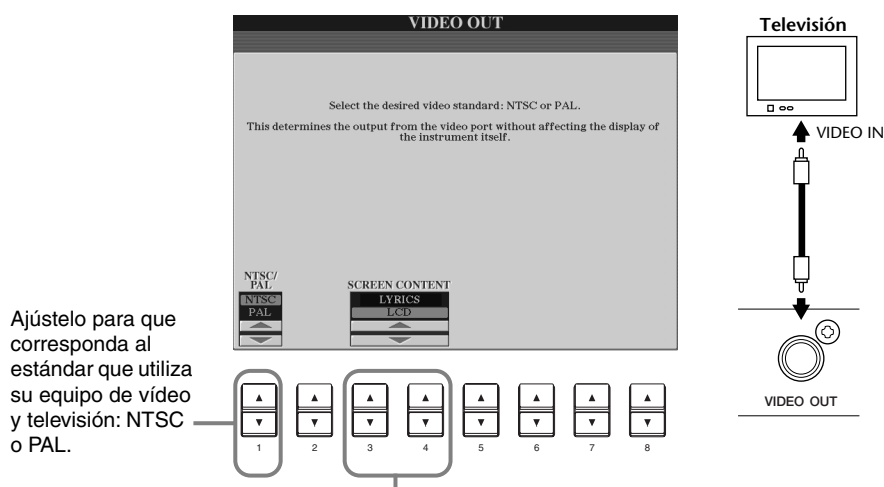 VIDEO OUT
Select the desired video standard: NTSC or PAL.
This determines the output from the video port without affecting the display of
the instrument itself.
NTSC/
PAL
NTSC
PAL
SCREEN CONTENT
LYRICS
LCD
Televisión
VIDEO IN
VIDEO OUT
Ajústelo para que
corresponda al
estándar que utiliza
su equipo de vídeo
y televisión: NTSC
o PAL.
1 2 3 4 5 6 7 8